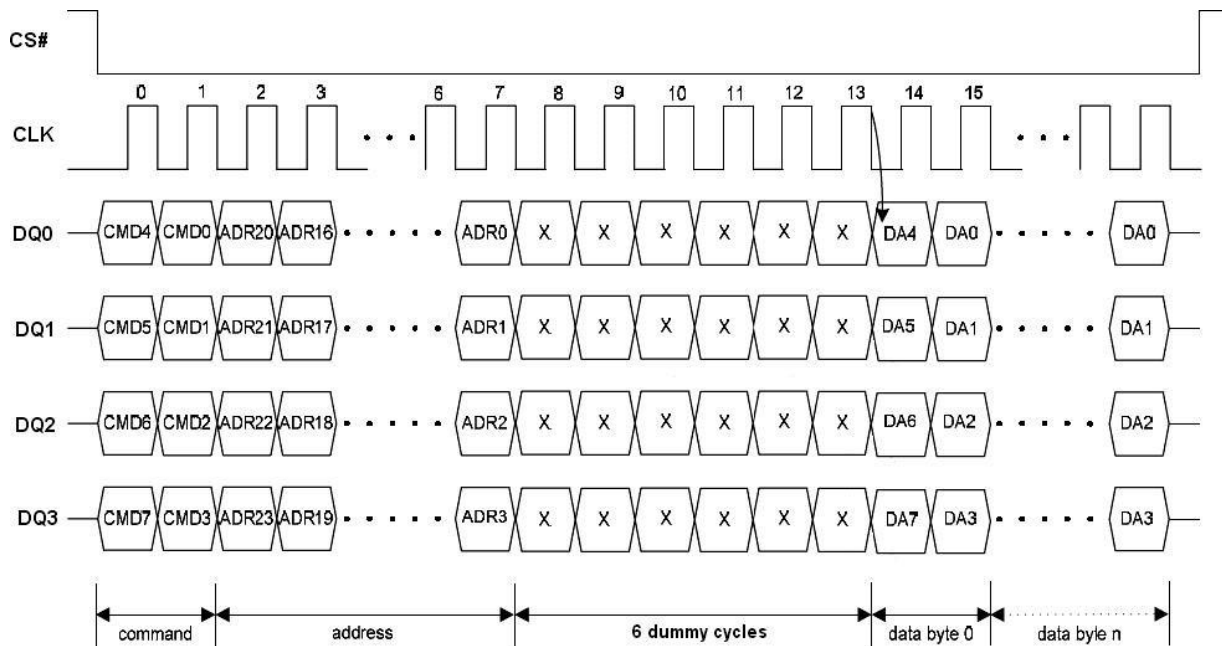 CS#
0 1 2 3 6 7 8 9 10 11 12 13 14 15
CLK
DQ0 CMD4 CMD0 ADR20 ADR16 ADR0 X X X X X X DA4 DA0 DA0
DQ1 CMD5 CMD1 ADR21 ADR17 ADR1 X X X X X X DA5 DA1 DA1
DQ2 CMD6 CMD2 ADR22 ADR18 ADR2 X X X X X X DA6 DA2 DA2
DQ3 CMD7 CMD3 ADR23 ADR19 ADR3 X X X X X X DA7 DA3 DA3
command address 6 dummy cycles data byte 0 data byle n